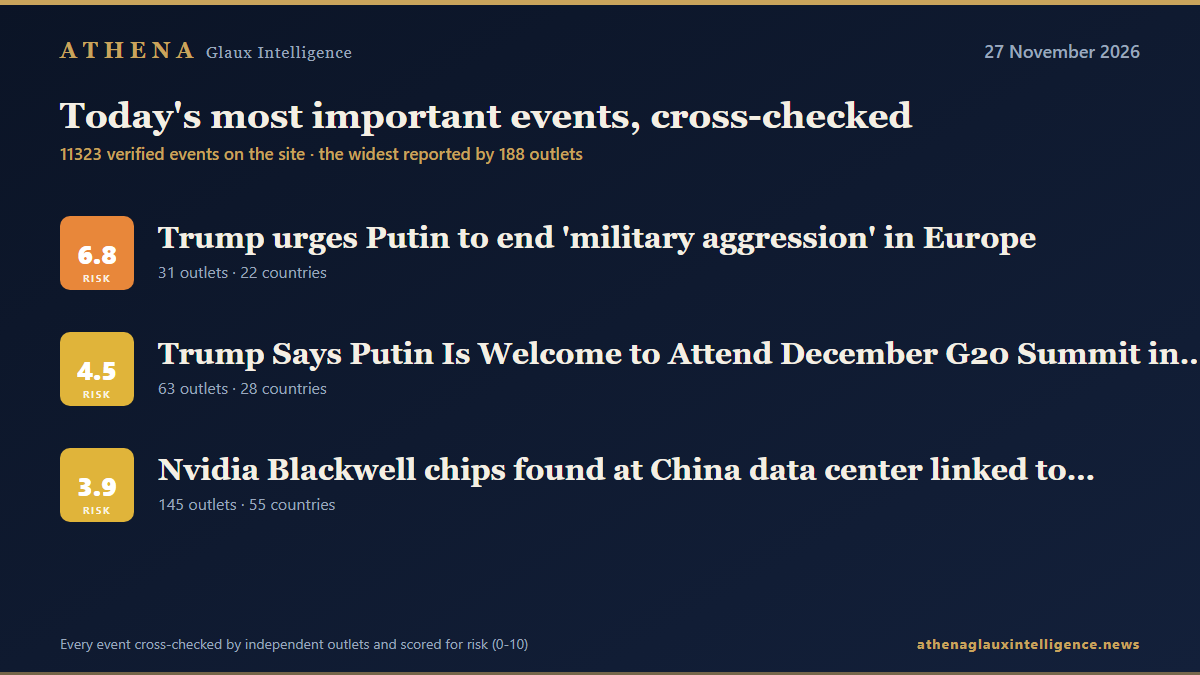 ATHENA Glaux Intelligence
27 November 2026
Today's most important events, cross-checked
11323 verified events on the site · the widest reported by 188 outlets
6.8
RISK
Trump urges Putin to end 'military aggression' in Europe
31 outlets · 22 countries
4.5
RISK
Trump Says Putin Is Welcome to Attend December G20 Summit in...
63 outlets · 28 countries
3.9
RISK
Nvidia Blackwell chips found at China data center linked to...
145 outlets · 55 countries
Every event cross-checked by independent outlets and scored for risk (0-10)
athenaglauxintelligence.news